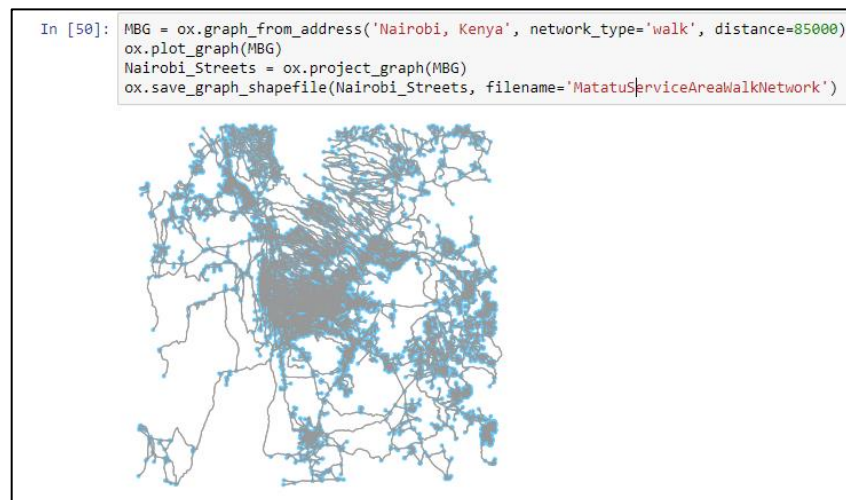 In [50]: MBG = ox.graph_from_address('Nairobi, Kenya', network_type='walk', distance=85000)
ox.plot_graph(MBG)
Nairobi_Streets = ox.project_graph(MBG)
ox.save_graph_shapefile(Nairobi_Streets, filename='MatatuServiceAreaWalkNetwork')